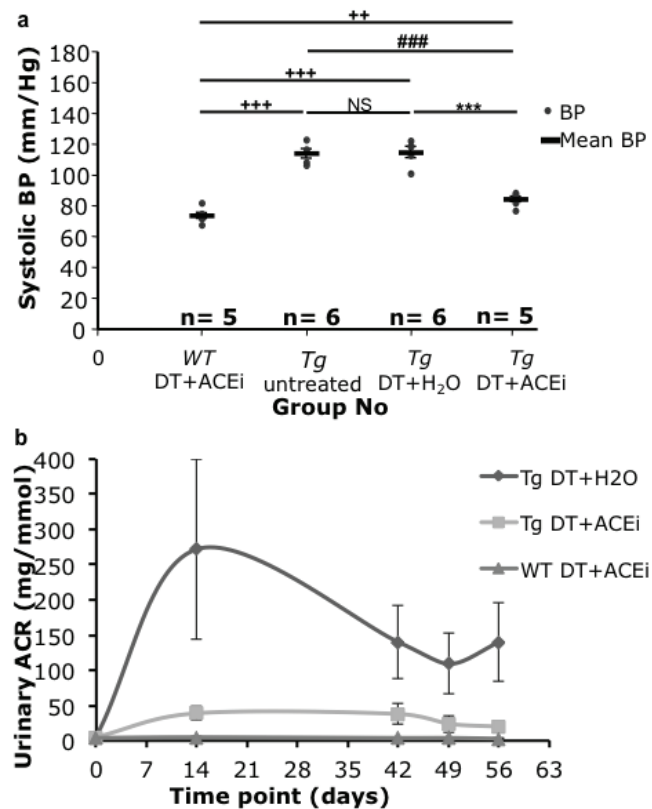 a
++
###
+++
+++ NS ***
Systolic BP (mm/Hg)
180
160
140
120
100
80
60
40
20
0
BP
Mean BP
n= 5 n= 6 n= 6 n= 5
0 WT Tg Tg Tg
DT+ACEi untreated DT+H₂O DT+ACEi
Group No
b
Urinary ACR (mg/mmol)
400
350
300
250
200
150
100
50
0
Tg DT+H2O
Tg DT+ACEi
WT DT+ACEi
0 7 14 21 28 35 42 49 56 63
Time point (days)